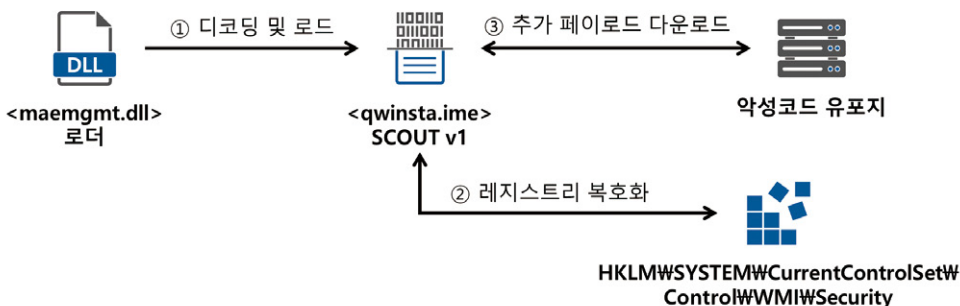 ① 디코딩 및 로드
③ 추가 페이로드 다운로드
DLL
<maemgmt.dll>
로더
<qwinsta.ime>
SCOUT v1
악성코드 유포지
② 레지스트리 복호화
HKLM₩SYSTEM₩CurrentControlSet₩
Control₩WMI₩Security